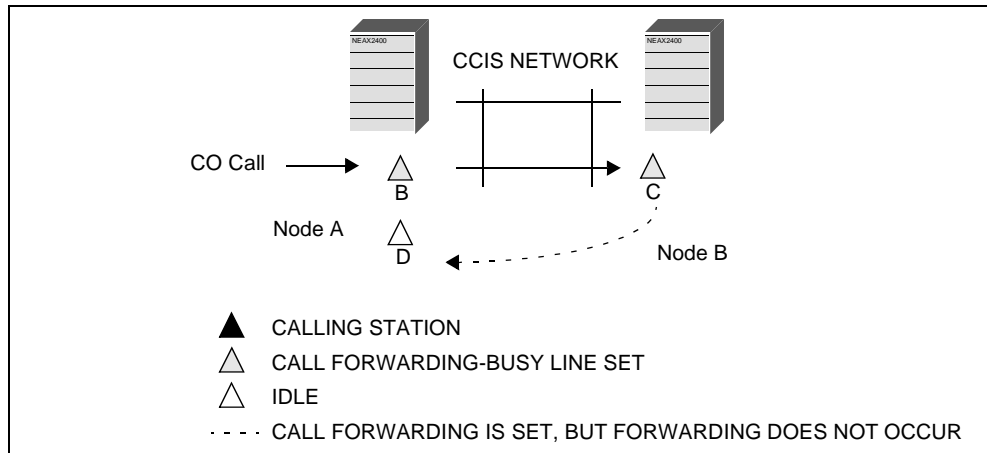 NEAX2400
NEAX2400
CCIS NETWORK
CO Call
B
C
Node A
D
Node B
CALLING STATION
CALL FORWARDING-BUSY LINE SET
IDLE
CALL FORWARDING IS SET, BUT FORWARDING DOES NOT OCCUR